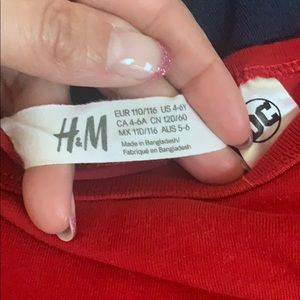 H&M
EUR 110/116 US 4-6Y
CA 4-6A CN 120/60
MX 110/116 AUS 5-6
Made in Bangladesh/
Fabriqué en Bangladesh
DC